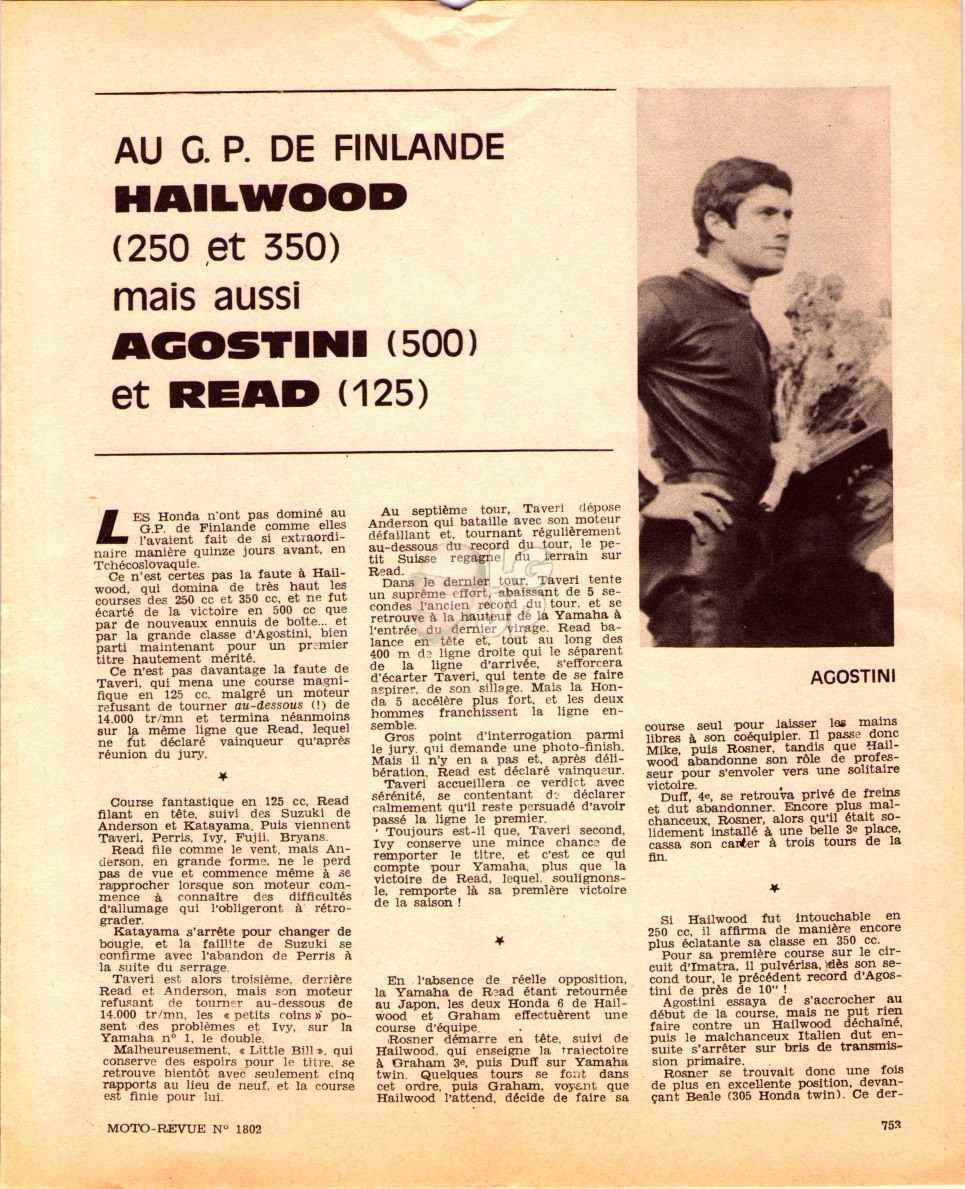 AU G. P. DE FINLANDE
HAILWOOD
(250 et 350)
mais aussi
AGOSTINI (500)
et READ (125)
AGOSTINI
LES Honda n'ont pas dominé au
G.P. de Finlande comme elles
l'avaient fait de si extraordi-
naire manière quinze jours avant, en
Tchécoslovaquie.
Ce n'est certes pas la faute à Hail-
wood, qui domina de très haut les
courses des 250 cc et 350 cc, et ne fut
écarté de la victoire en 500 cc que
par de nouveaux ennuis de boîte... et
par la grande classe d'Agostini, bien
parti maintenant pour un premier
titre hautement mérité.
Ce n'est pas davantage la faute de
Taveri, qui mena une course magni-
fique en 125 cc, malgré un moteur
refusant de tourner au-dessous (!) de
14.000 tr/mn et termina néanmoins
sur la même ligne que Read, lequel
ne fut déclaré vainqueur qu'après
réunion du jury.
★
Course fantastique en 125 cc, Read
filant en tête, suivi des Suzuki de
Anderson et Katayama. Puis viennent
Taveri, Perris, Ivy, Fujii, Bryans.
Read file comme le vent, mais An-
derson, en grande forme, ne le perd
pas de vue et commence même à se
rapprocher lorsque son moteur com-
mence à connaître des difficultés
d'allumage qui l'obligeront à rétro-
grader.
Katayama s'arrête pour changer de
bougie, et la faillite de Suzuki se
confirme avec l'abandon de Perris à
la suite du serrage.
Taveri est alors troisième, derrière
Read et Anderson, mais son moteur
refusant de tourner au-dessous de
14.000 tr/mn, les « petits coins » po-
sent des problèmes et Ivy, sur la
Yamaha n° 1, le double.
Malheureusement, « Little Bill », qui
conserve des espoirs pour le titre, se
retrouve bientôt avec seulement cinq
rapports au lieu de neuf, et la course
est finie pour lui.
Au septième tour, Taveri dépose
Anderson qui bataille avec son moteur
défaillant et, tournant régulièrement
au-dessous du record du tour, le pe-
tit Suisse regagne du terrain sur
Read.
Dans le dernier tour, Taveri tente
un suprême effort, abaissant de 5 se-
condes l'ancien record du tour. et se
retrouve à la hauteur de la Yamaha à
l'entrée du dernier virage. Read ba-
lance en tête et, tout au long des
400 m de ligne droite qui le séparent
de la ligne d'arrivée, s'efforcera
d'écarter Taveri, qui tente de se faire
aspirer, de son sillage. Mais la Hon-
da 5 accélère plus fort, et les deux
hommes franchissent la ligne en-
semble.
Gros point d'interrogation parmi
le jury, qui demande une photo-finish.
Mais il n'y en a pas et, après déli-
bération, Read est déclaré vainqueur.
Taveri accueillera ce verdict avec
sérénité, se contentant de déclarer
calmement qu'il reste persuadé d'avoir
passé la ligne le premier.
Toujours est-il que, Taveri second,
Ivy conserve une mince chance de
remporter le titre, et c'est ce qui
compte pour Yamaha, plus que la
victoire de Read, lequel, soulignons-
le, remporte là sa première victoire
de la saison !
★
En l'absence de réelle opposition,
la Yamaha de Read étant retournée
au Japon, les deux Honda 6 de Hail-
wood et Graham effectuèrent une
course d'équipe.
Rosner démarre en tête, suivi de
Hailwood, qui enseigne la trajectoire
à Graham 3e, puis Duff sur Yamaha
twin. Quelques tours se font dans
cet ordre, puis Graham, voyant que
Hailwood l'attend, décide de faire sa
course seul pour laisser les mains
libres à son coéquipier. Il passe donc
Mike, puis Rosner, tandis que Hail-
wood abandonne son rôle de profes-
seur pour s'envoler vers une solitaire
victoire.
Duff, 4e, se retrouva privé de freins
et dut abandonner. Encore plus mal-
chanceux, Rosner, alors qu'il était so-
lidement installé à une belle 3e place,
cassa son carter à trois tours de la
fin.
★
Si Hailwood fut intouchable en
250 cc, il affirma de manière encore
plus éclatante sa classe en 350 cc.
Pour sa première course sur le cir-
cuit d'Imatra, il pulvérisa, dès son se-
cond tour, le précédent record d'Agos-
tini de près de 10" !
Agostini essaya de s'accrocher au
début de la course, mais ne put rien
faire contre un Hailwood déchaîné,
puis le malchanceux Italien dut en-
suite s'arrêter sur bris de transmis-
sion primaire.
Rosner se trouvait donc une fois
de plus en excellente position, devan-
çant Beale (305 Honda twin). Ce der-
MOTO-REVUE N° 1802
753